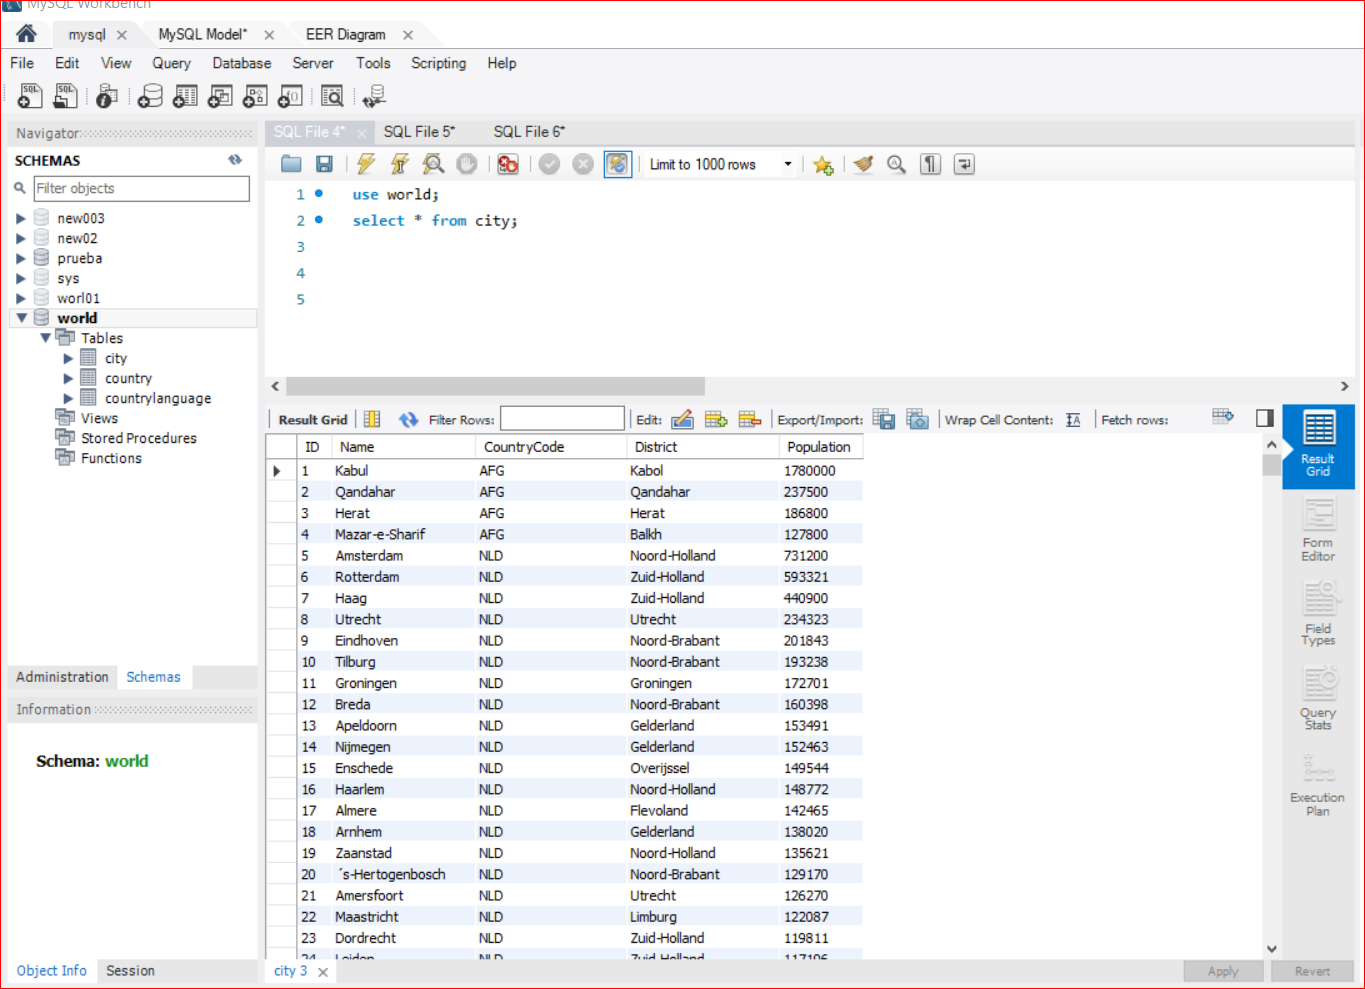 MySQL Workbench
mysql MySQL Model* EER Diagram
File Edit View Query Database Server Tools Scripting Help
Navigator
SCHEMAS
Filter objects
new003
new02
prueba
sys
worl01
world
Tables
city
country
countrylanguage
Views
Stored Procedures
Functions
Administration Schemas
Information
Schema: world
Object Info Session
SQL File 4* SQL File 5* SQL File 6*
Limit to 1000 rows
1 use world;
2 select * from city;
3
4
5
Result Grid Filter Rows: Edit: Export/Import: Wrap Cell Content: Fetch rows:
ID Name CountryCode District Population
1 Kabul AFG Kabol 1780000
2 Qandahar AFG Qandahar 237500
3 Herat AFG Herat 186800
4 Mazar-e-Sharif AFG Balkh 127800
5 Amsterdam NLD Noord-Holland 731200
6 Rotterdam NLD Zuid-Holland 593321
7 Haag NLD Zuid-Holland 440900
8 Utrecht NLD Utrecht 234323
9 Eindhoven NLD Noord-Brabant 201843
10 Tilburg NLD Noord-Brabant 193238
11 Groningen NLD Groningen 172701
12 Breda NLD Noord-Brabant 160398
13 Apeldoorn NLD Gelderland 153491
14 Nijmegen NLD Gelderland 152463
15 Enschede NLD Overijssel 149544
16 Haarlem NLD Noord-Holland 148772
17 Almere NLD Flevoland 142465
18 Arnhem NLD Gelderland 138020
19 Zaanstad NLD Noord-Holland 135621
20 ´s-Hertogenbosch NLD Noord-Brabant 129170
21 Amersfoort NLD Utrecht 126270
22 Maastricht NLD Limburg 122087
23 Dordrecht NLD Zuid-Holland 119811
24 Leiden NLD Zuid-Holland 117196
city 3
Apply Revert
Result
Grid
Form
Editor
Field
Types
Query
Stats
Execution
Plan